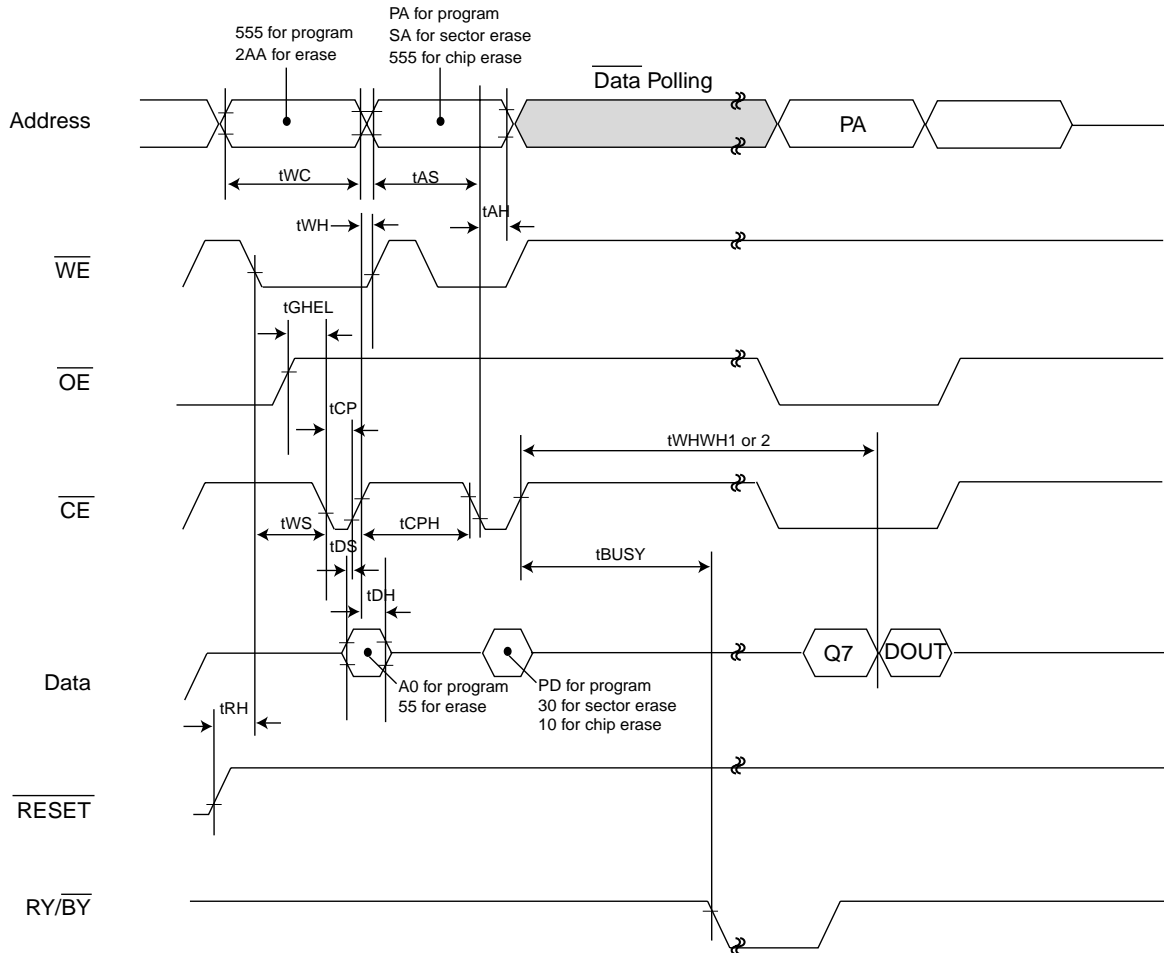 555 for program
2AA for erase
PA for program
SA for sector erase
555 for chip erase
Data Polling
Address
PA
tWC
tAS
tAH
tWH
WE
tGHEL
OE
tCP
tWHWH1 or 2
CE
tWS
tCPH
tDS
tBUSY
tDH
Data
Q7
DOUT
A0 for program
55 for erase
PD for program
30 for sector erase
10 for chip erase
tRH
RESET
RY/BY